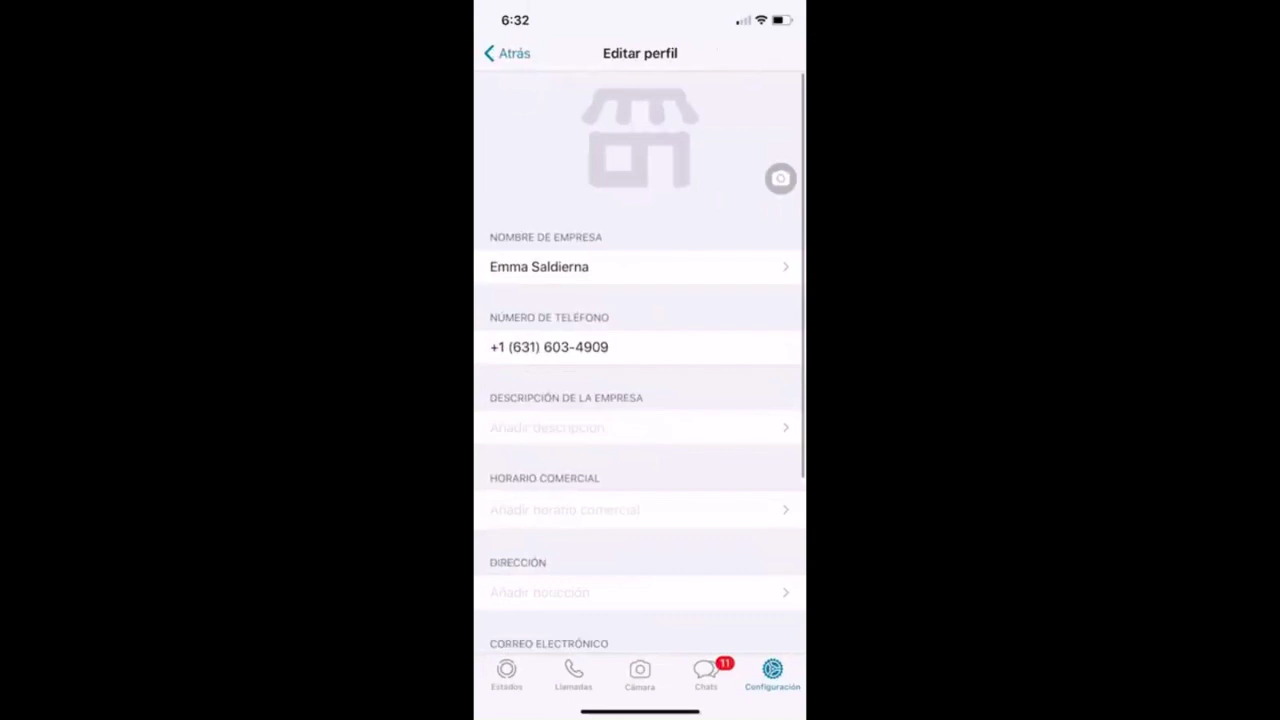 6:32
Atrás
Editar perfil
NOMBRE DE EMPRESA
Emma Saldierna
NÚMERO DE TELÉFONO
+1 (631) 603-4909
DESCRIPCIÓN DE LA EMPRESA
Añadir descripción
HORARIO COMERCIAL
Añadir horario comercial
DIRECCIÓN
Añadir
CORREO ELECTRÓNICO
11
Estados
Llamadas
Cámara
Chats
Configuración